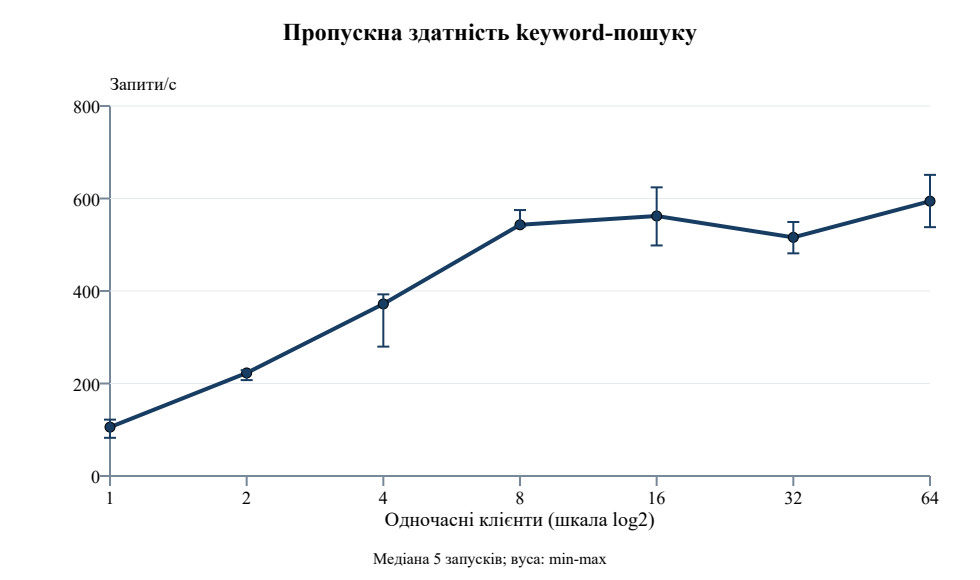 Пропускна здатність keyword-пошуку
Запити/с
800
600
400
200
0
1 2 4 8 16 32 64
Одночасні клієнти (шкала log2)
Медіана 5 запусків; вуса: min-max